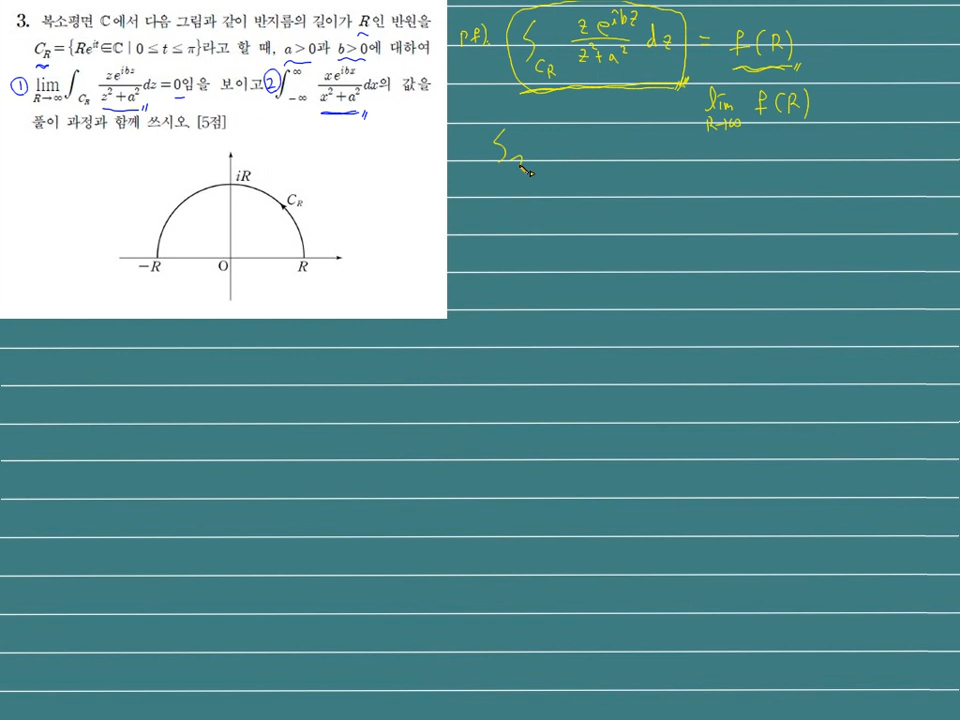 3. 복소평면 ℂ에서 다음 그림과 같이 반지름의 길이가 R인 반원을
C_R={Re^{it}∈ℂ | 0≤t≤π}라고 할 때, a>0과 b>0에 대하여
① lim_{R→∞} ∫_{C_R} \frac{ze^{ibz}}{z²+a²}dz=0임을 보이고 ② ∫_{-∞}^{∞} \frac{xe^{ibx}}{x²+a²}dx의 값을
풀이 과정과 함께 쓰시오. [5점]
iR
C_R
−R O R
pf). ∫_{C_R} \frac{z e^{ibz}}{z²+a²} dz = f(R)
lim_{R→∞} f(R)
∫